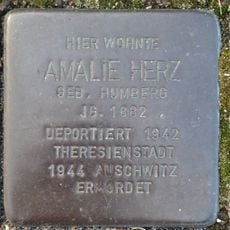 HIER WOHNTE
AMALIE HERZ
GEB. HUMBERG
JG. 1882
DEPORTIERT 1942
THERESIENSTADT
1944 AUSCHWITZ
ERMORDET